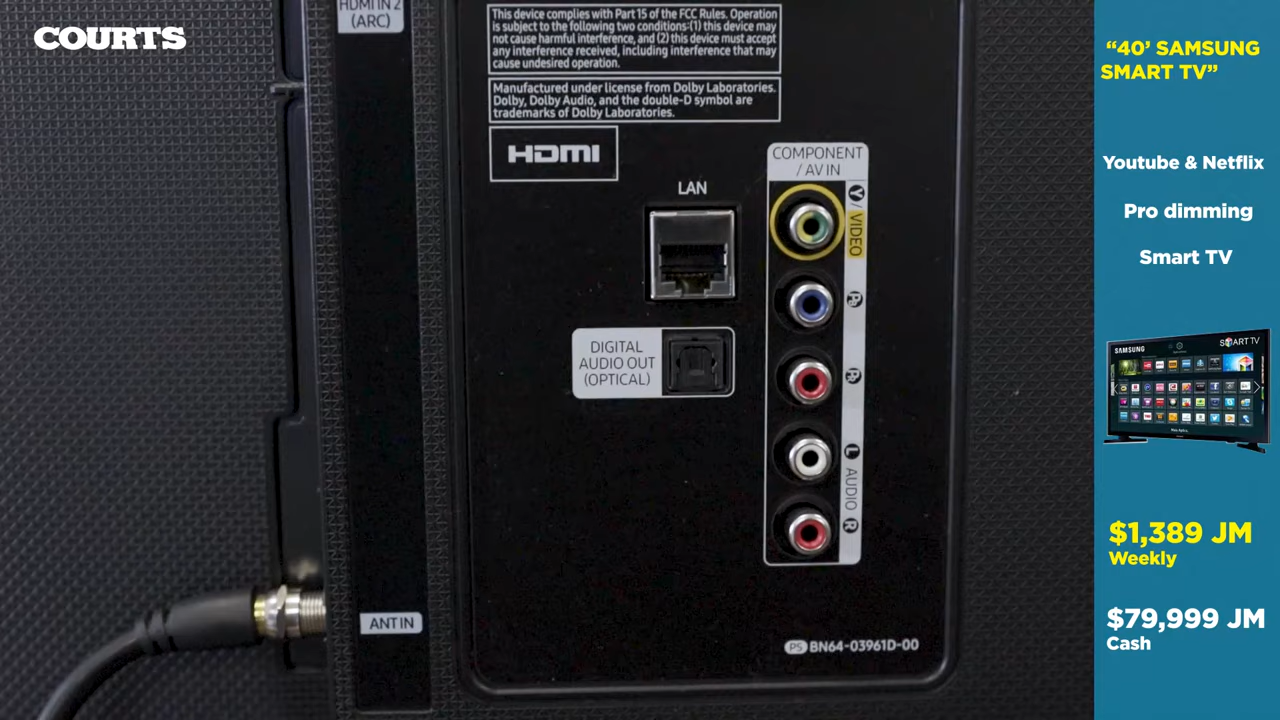 COURTS
HDMI IN 2
(ARC)
This device complies with Part 15 of the FCC Rules. Operation
is subject to the following two conditions:(1) this device may
not cause harmful interference, and (2) this device must accept
any interference received, including interference that may
cause undesired operation.
Manufactured under license from Dolby Laboratories.
Dolby, Dolby Audio, and the double-D symbol are
trademarks of Dolby Laboratories.
HDMI
LAN
COMPONENT
/ AV IN
Y / VIDEO
PB
PR
L AUDIO R
DIGITAL
AUDIO OUT
(OPTICAL)
ANT IN
PS BN64-03961D-00
“40’ SAMSUNG
SMART TV”
Youtube & Netflix
Pro dimming
Smart TV
SAMSUNG
SMART TV
$1,389 JM
Weekly
$79,999 JM
Cash